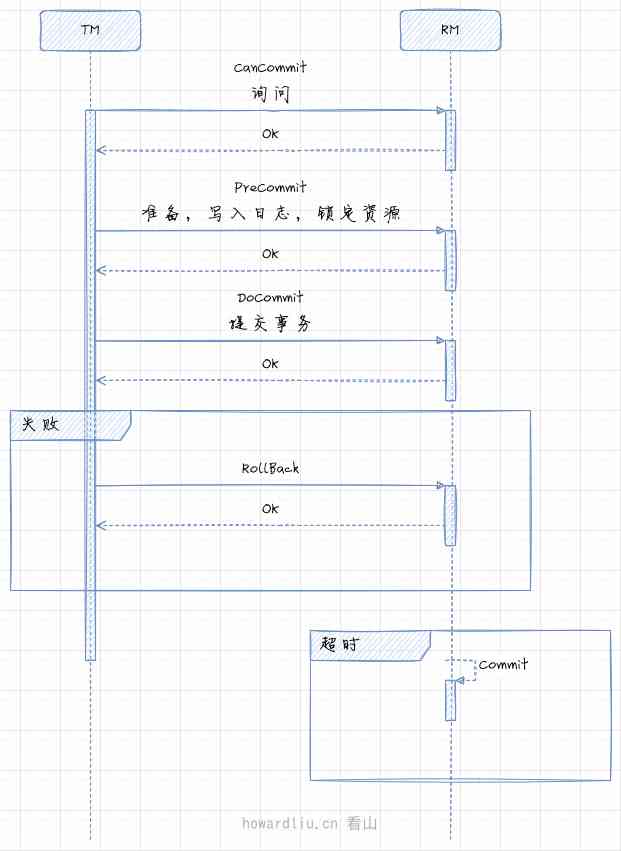 TM
RM
CanCommit
询问
Ok
PreCommit
准备，写入日志，锁定资源
Ok
DoCommit
提交事务
Ok
失败
RollBack
Ok
超时
Commit
howardliu.cn 看山